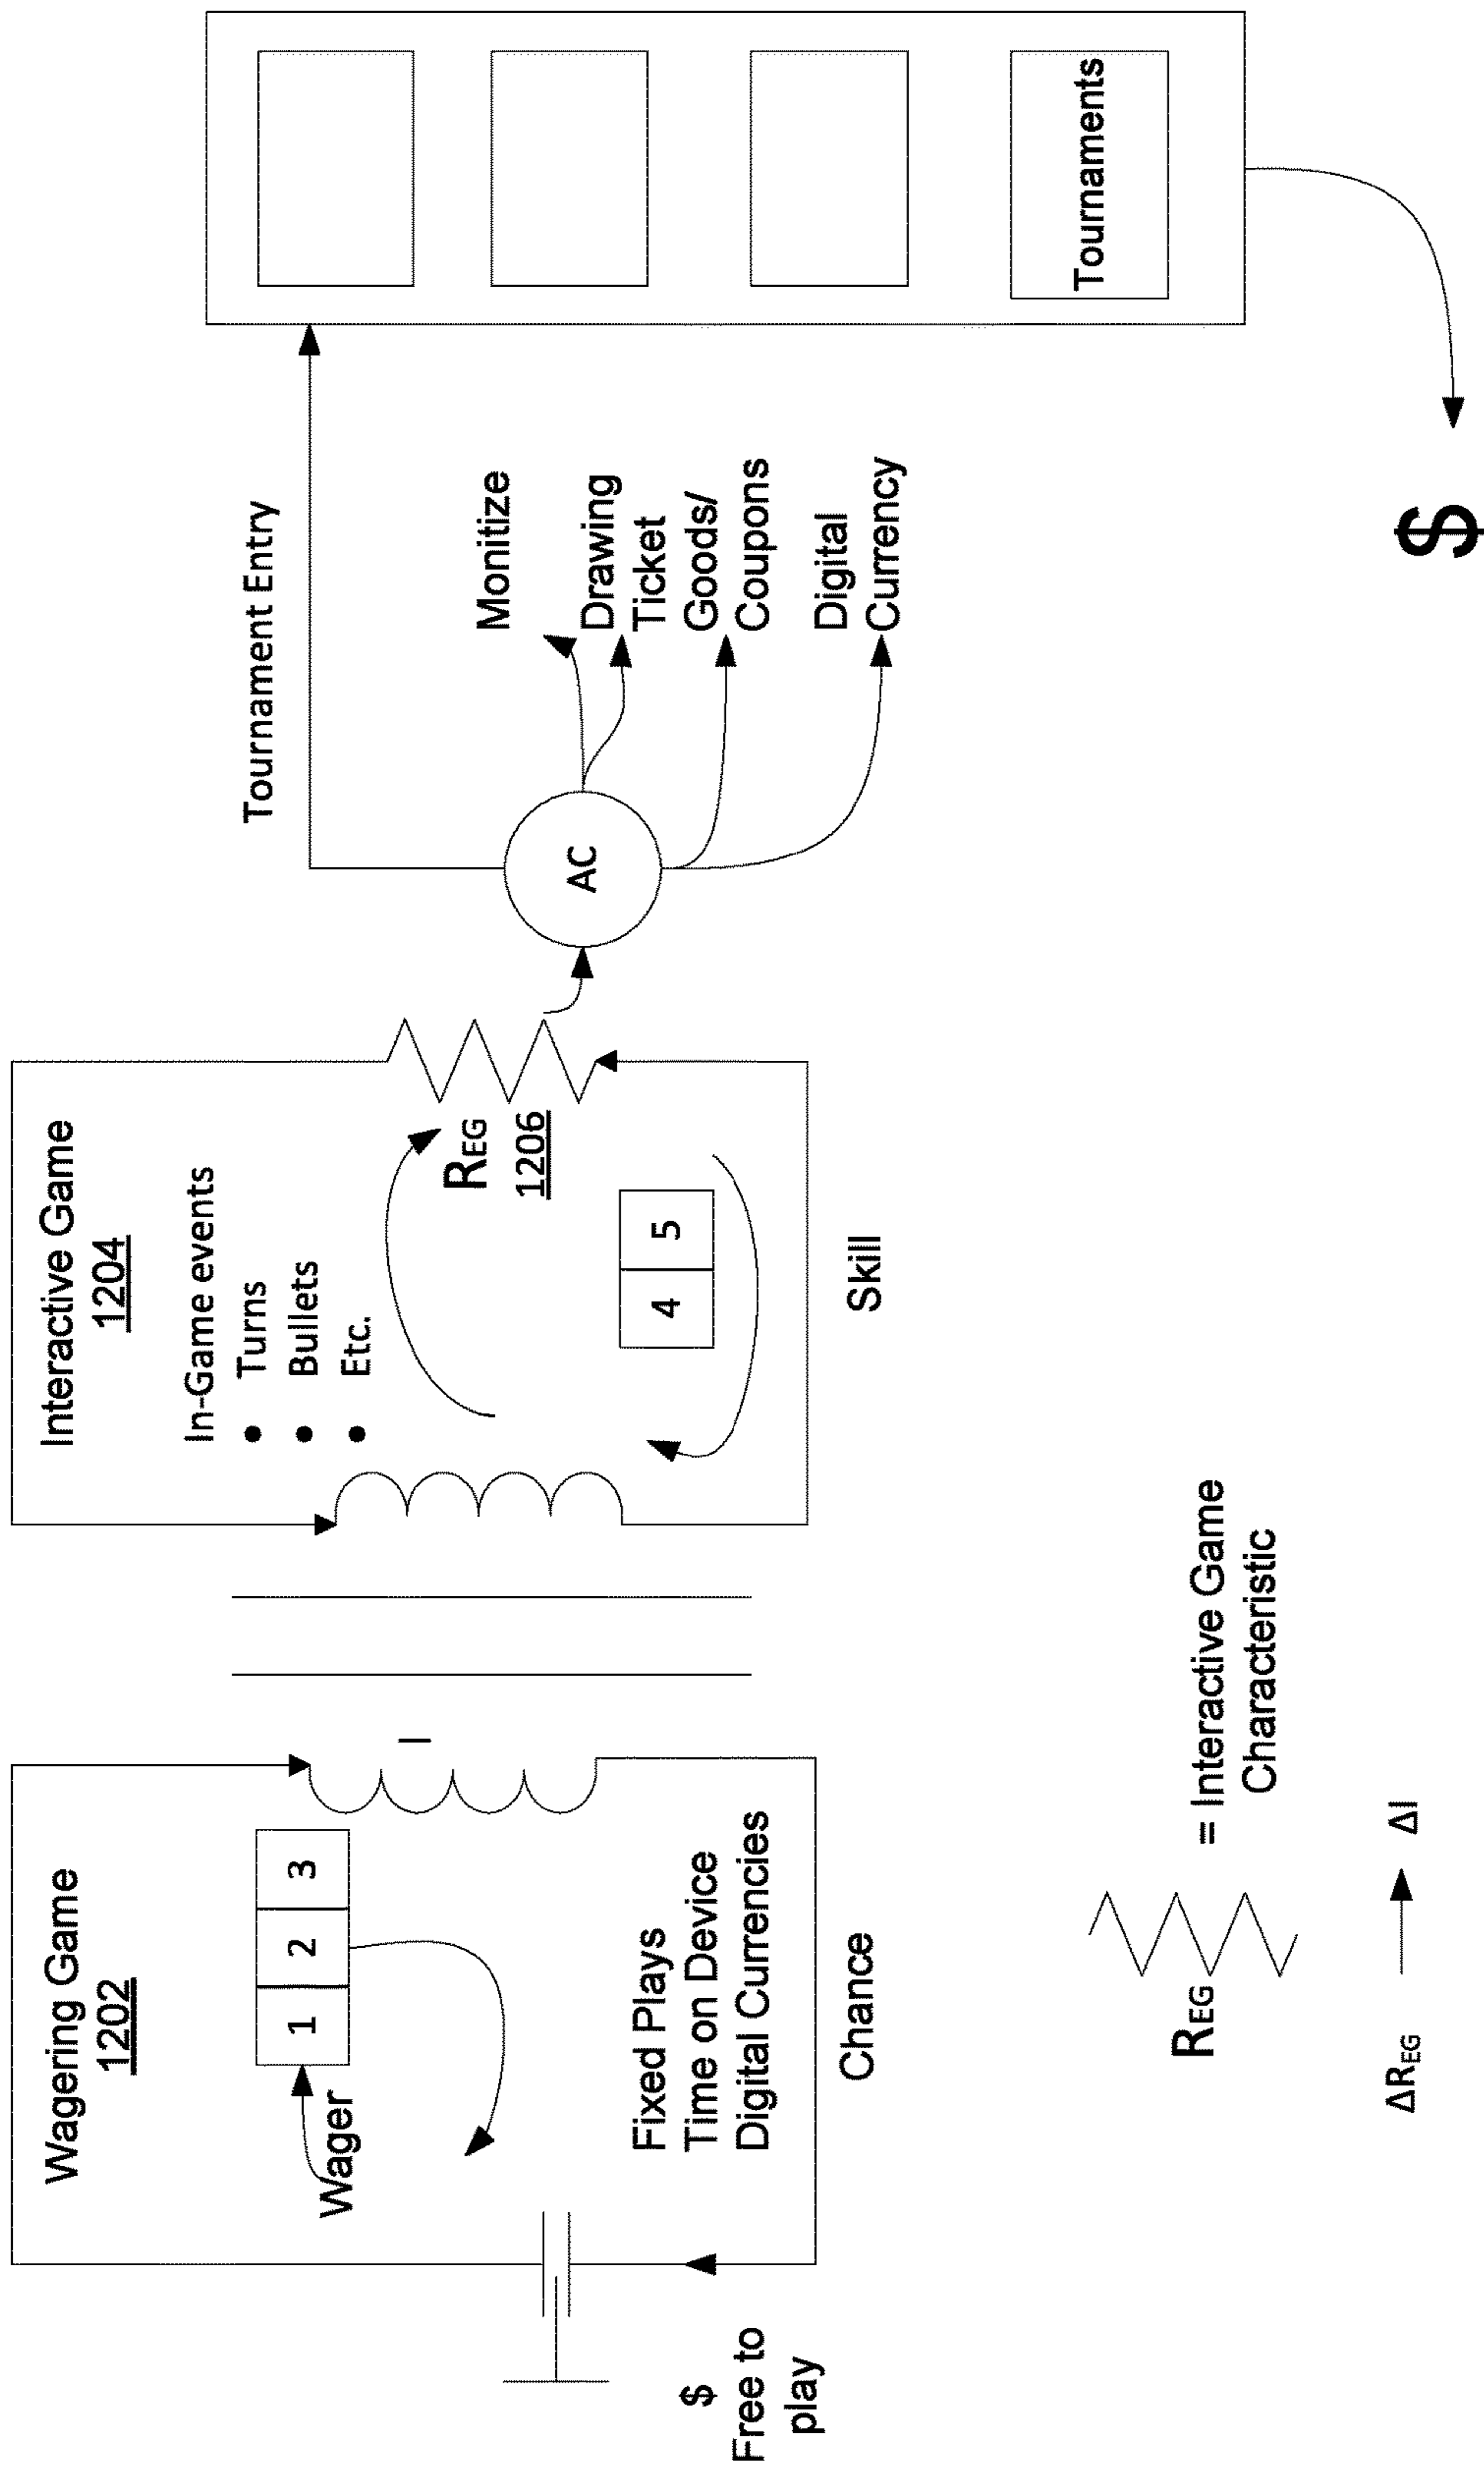 Wagering Game
1202
Wager
1 2 3
I
Fixed Plays
Time on Device
Digital Currencies
Chance
$
Free to
play
Interactive Game
1204
In-Game events
• Turns
• Bullets
• Etc.
REG
1206
4 5
Skill
AC
Tournament Entry
Monitize
Drawing
Ticket
Goods/
Coupons
Digital
Currency
Tournaments
$
REG = Interactive Game
Characteristic
ΔREG ΔI